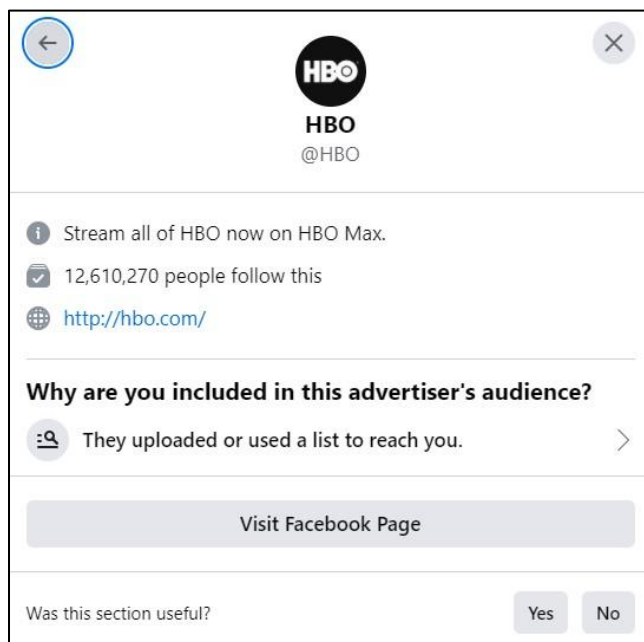 HBO
HBO
@HBO
Stream all of HBO now on HBO Max.
12,610,270 people follow this
http://hbo.com/
Why are you included in this advertiser's audience?
They uploaded or used a list to reach you.
Visit Facebook Page
Was this section useful? Yes No